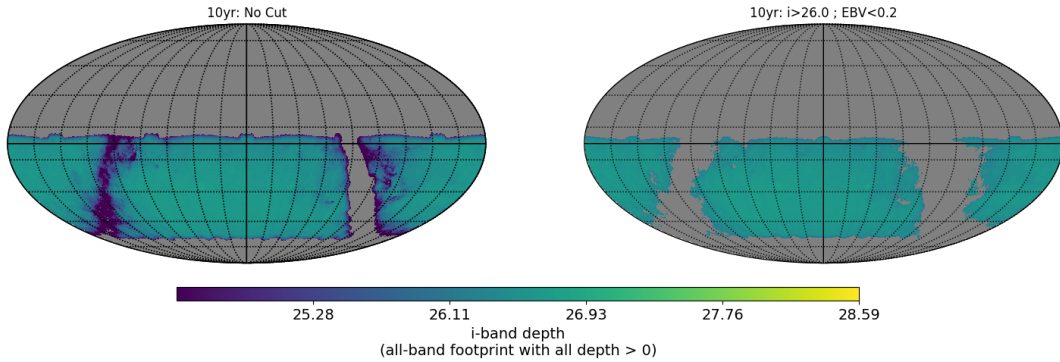 10yr: No Cut
10yr: i>26.0 ; EBV<0.2
25.28 26.11 26.93 27.76 28.59
i-band depth
(all-band footprint with all depth > 0)